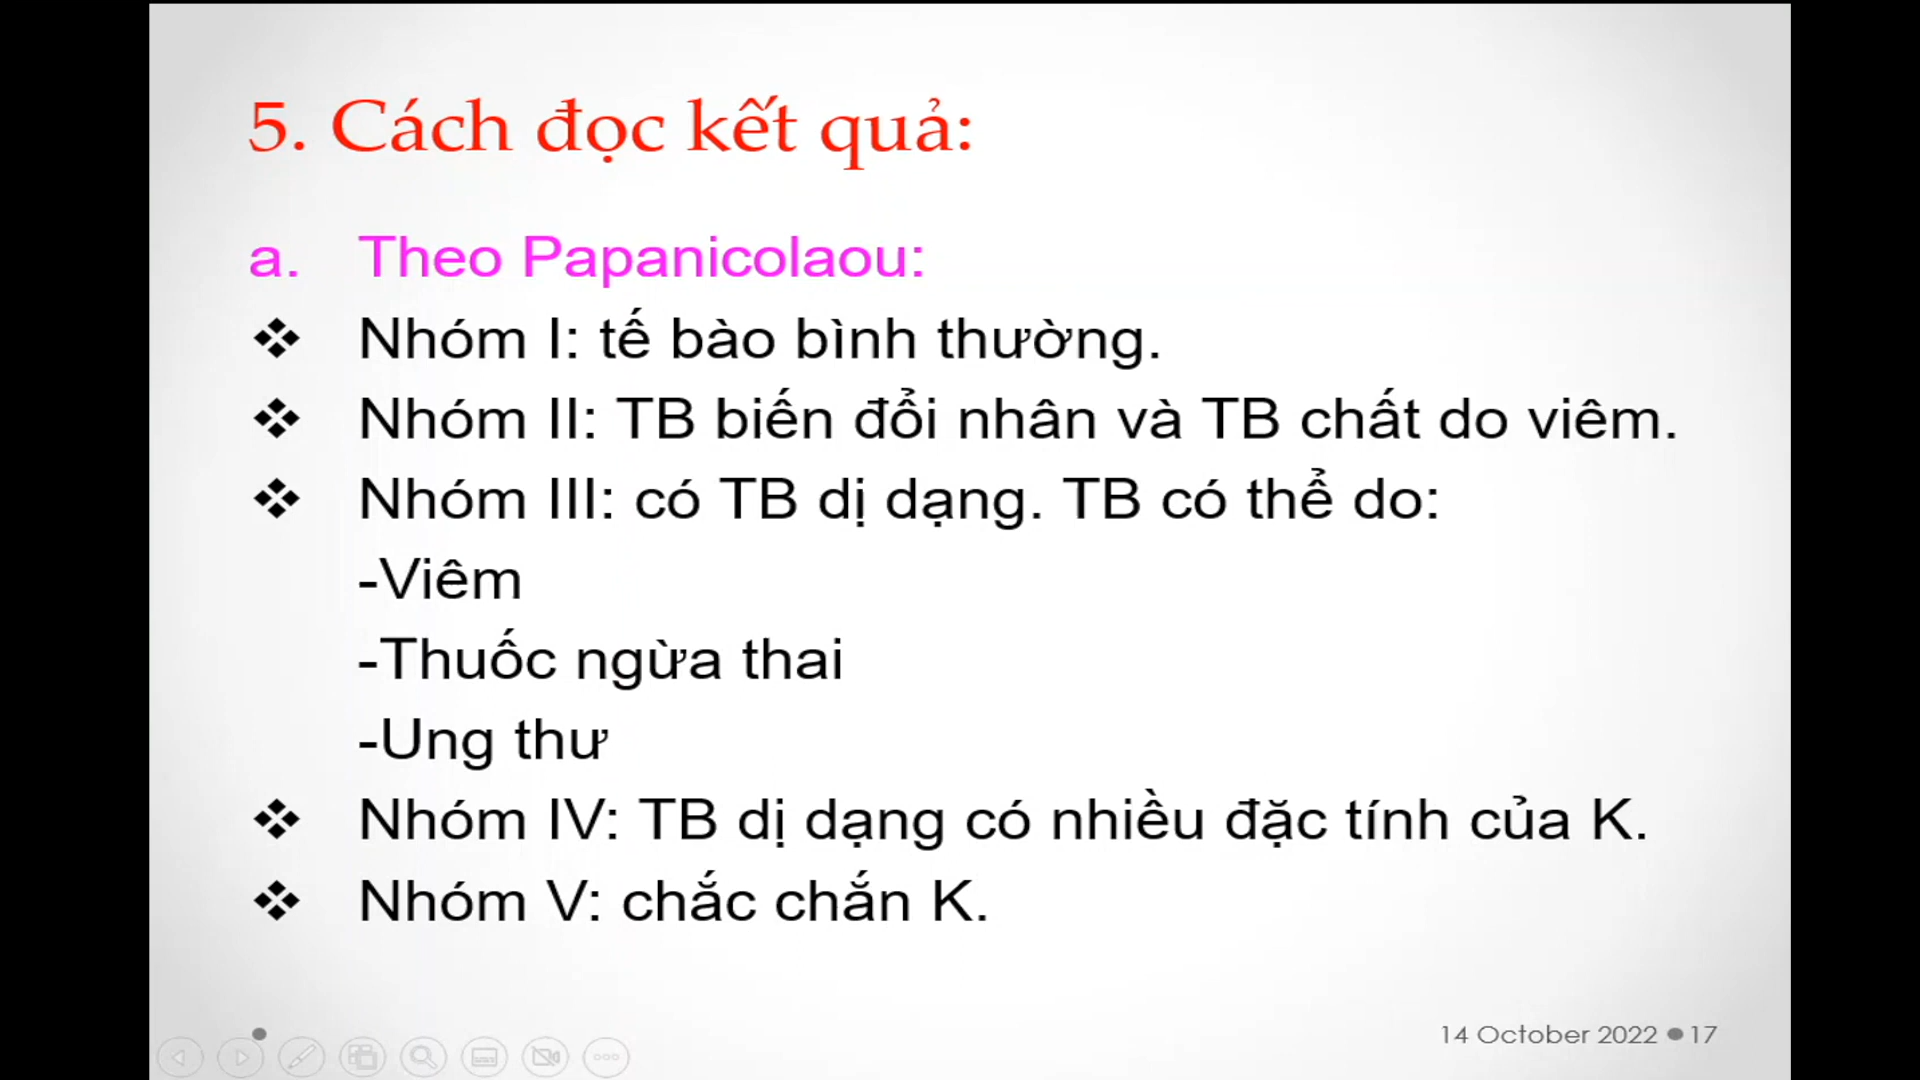 5. Cách đọc kết quả:
a. Theo Papanicolaou:
❖ Nhóm I: tế bào bình thường.
❖ Nhóm II: TB biến đổi nhân và TB chất do viêm.
❖ Nhóm III: có TB dị dạng. TB có thể do:
-Viêm
-Thuốc ngừa thai
-Ung thư
❖ Nhóm IV: TB dị dạng có nhiều đặc tính của K.
❖ Nhóm V: chắc chắn K.
14 October 2022 ● 17